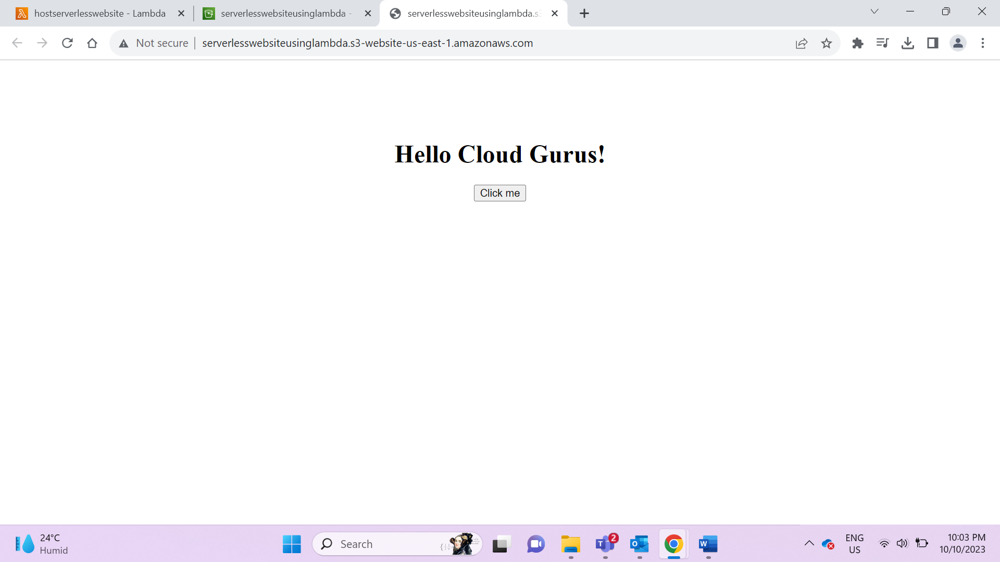 hostserverlesswebsite - Lambda
serverlesswebsiteusinglambda -
serverlesswebsiteusinglambda.s3
Not secure
serverlesswebsiteusinglambda.s3-website-us-east-1.amazonaws.com
Hello Cloud Gurus!
Click me
24°C
Humid
Search
2
ENG
US
10:03 PM
10/10/2023